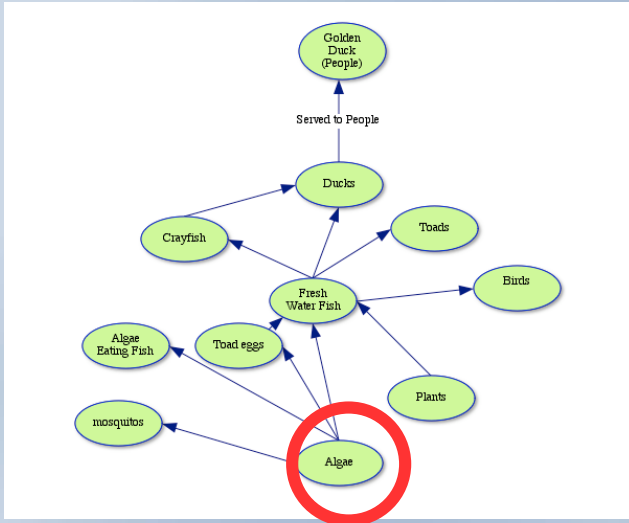 Golden
Duck
(People)
Served to People
Ducks
Crayfish
Toads
Birds
Fresh
Water Fish
Algae
Eating Fish
Toad eggs
Plants
mosquitos
Algae